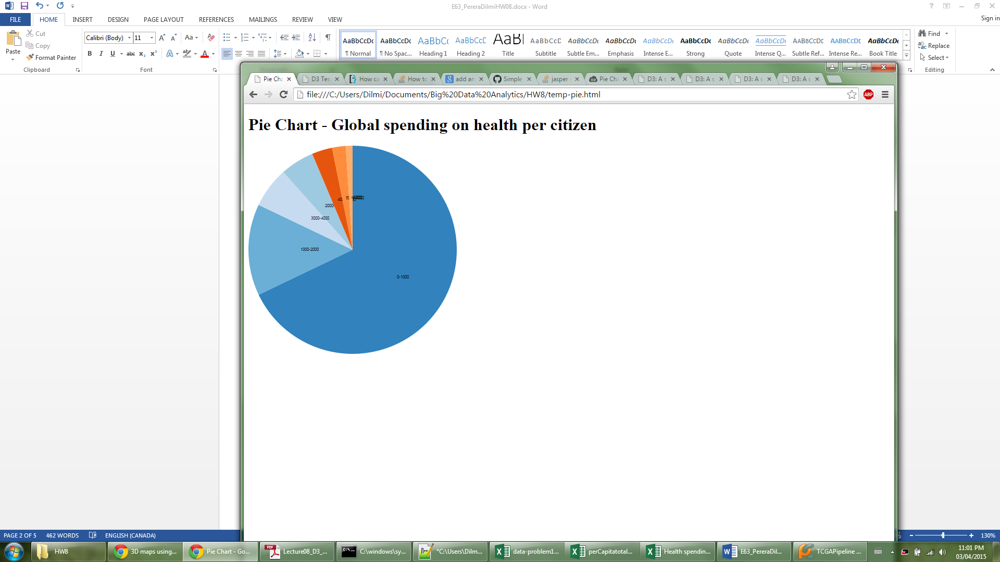 E63_PereraDilmiHW08.docx - Word
FILE HOME INSERT DESIGN PAGE LAYOUT REFERENCES MAILINGS REVIEW VIEW Sign in
Paste Cut Copy Format Painter
Calibri (Body) 11
AaBbCcDc AaBbCcDc AaBbCc AaBbCcD AaBl AaBbCcD AaBbCcDc AaBbCcDc AaBbCcDc AaBbCcDc AaBbCcDc AaBbCcDc AABBCCDE AABBCCDE AaBbCcDc
¶ Normal ¶ No Spac... Heading 1 Heading 2 Title Subtitle Subtle Em... Emphasis Intense E... Strong Quote Intense Q... Subtle Ref... Intense Re... Book Title
Find
Replace
Select
Clipboard Font Editing
Pie Cha D3 Tes How ca How to add an Simple jasper Pie Cha D3: A s D3: A s D3: A s D3: A s
file:///C:/Users/Dilmi/Documents/Big%20Data%20Analytics/HW8/temp-pie.html
ABP
Pie Chart - Global spending on health per citizen
2000-
3000-4000
1000-2000
0-1000
PAGE 2 OF 5 462 WORDS ENGLISH (CANADA) 130%
HW8 3D maps using... Pie Chart - Go... Lecture08_D3_... C:\windows\sy... *C:\Users\Dilm... data-problem1... perCapitatotal... Health spendin... E63_PereraDil... TCGAPipeline
11:01 PM
03/04/2015